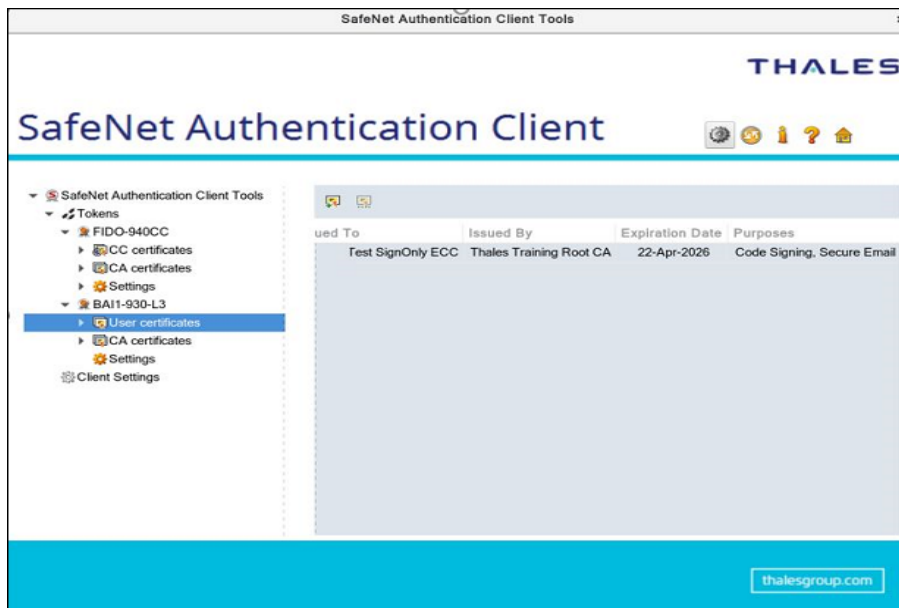 SafeNet Authentication Client Tools
THALES
SafeNet Authentication Client
SafeNet Authentication Client Tools
Tokens
FIDO-940CC
CC certificates
CA certificates
Settings
BAI1-930-L3
User certificates
CA certificates
Settings
Client Settings
ued To Issued By Expiration Date Purposes
Test SignOnly ECC Thales Training Root CA 22-Apr-2026 Code Signing, Secure Email
thalesgroup.com